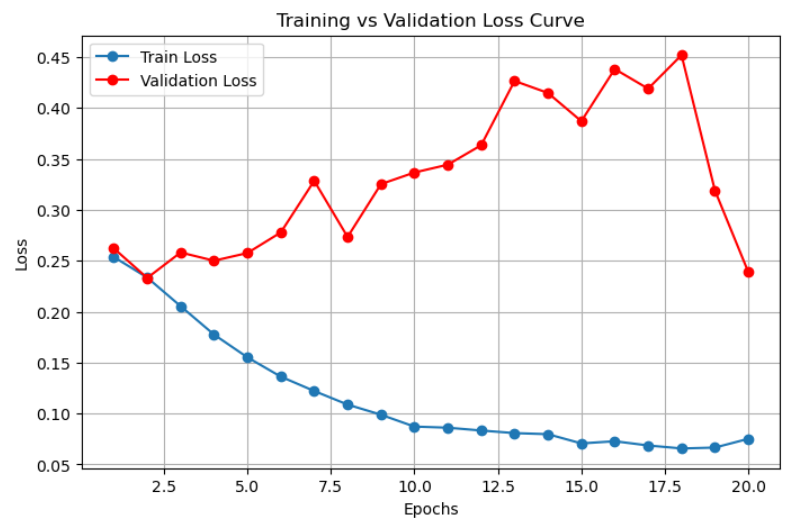 Training vs Validation Loss Curve
Train Loss
Validation Loss
0.45
0.40
0.35
0.30
0.25
0.20
0.15
0.10
0.05
Loss
2.5 5.0 7.5 10.0 12.5 15.0 17.5 20.0
Epochs